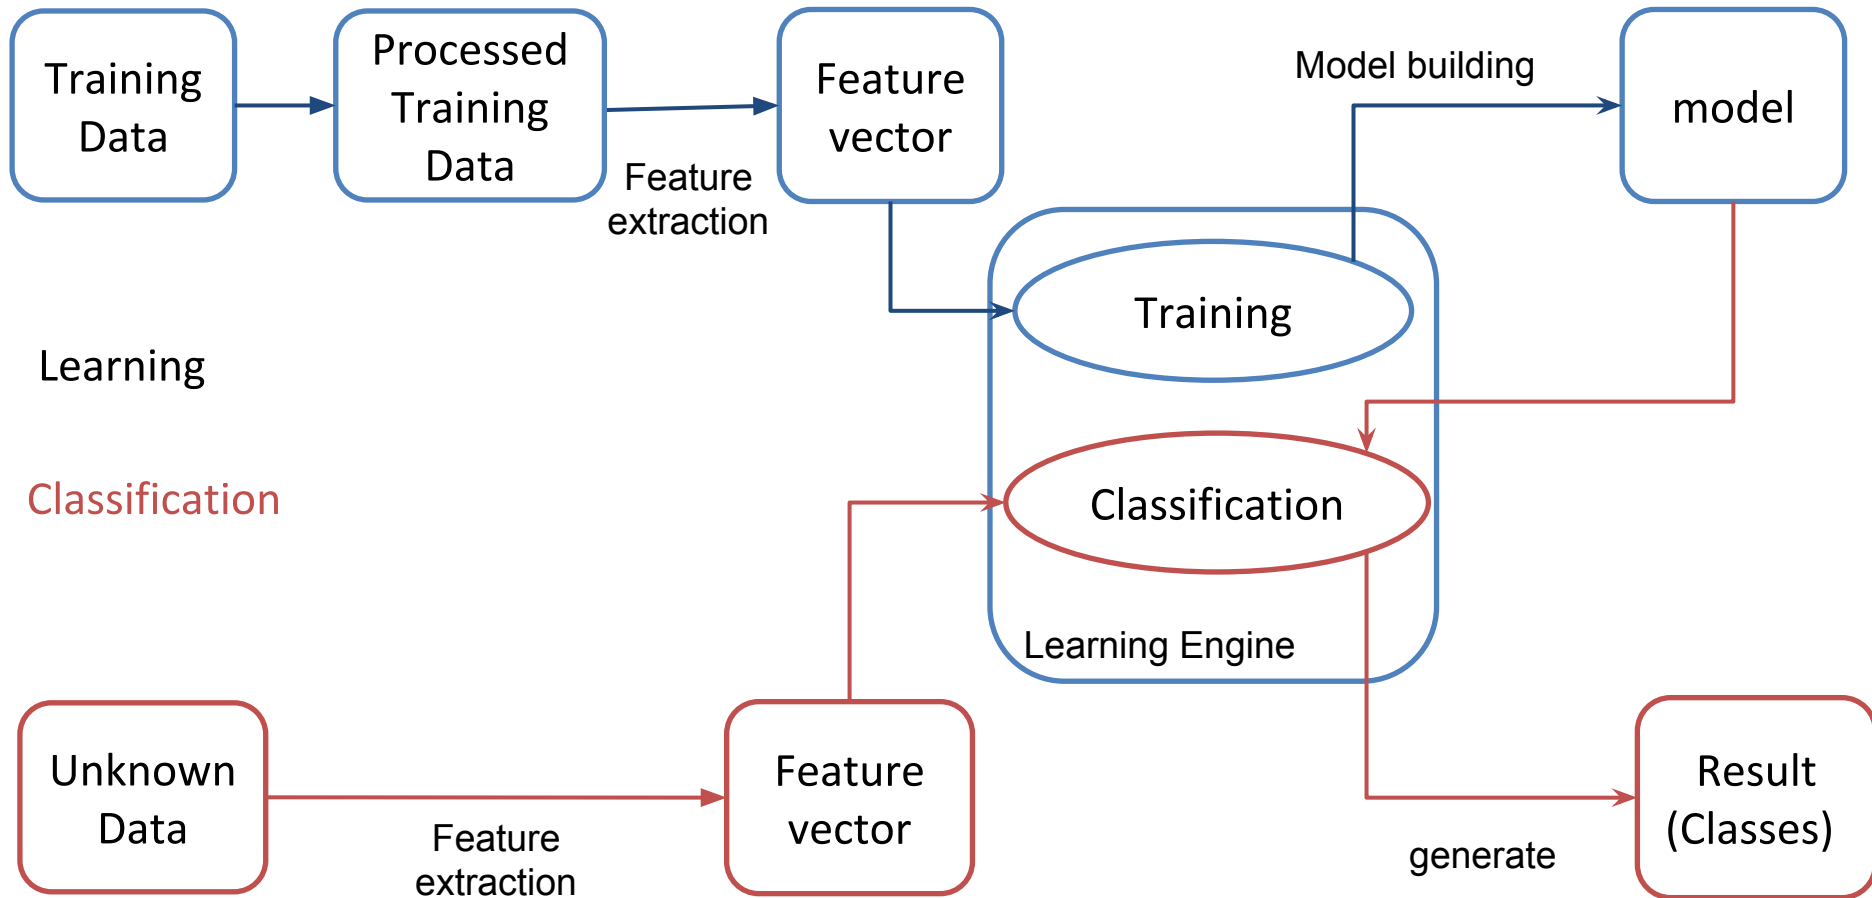 Training
Data
Processed
Training
Data
Feature
extraction
Feature
vector
Model building
model
Training
Learning
Classification
Classification
Learning Engine
Unknown
Data
Feature
extraction
Feature
vector
generate
Result
(Classes)